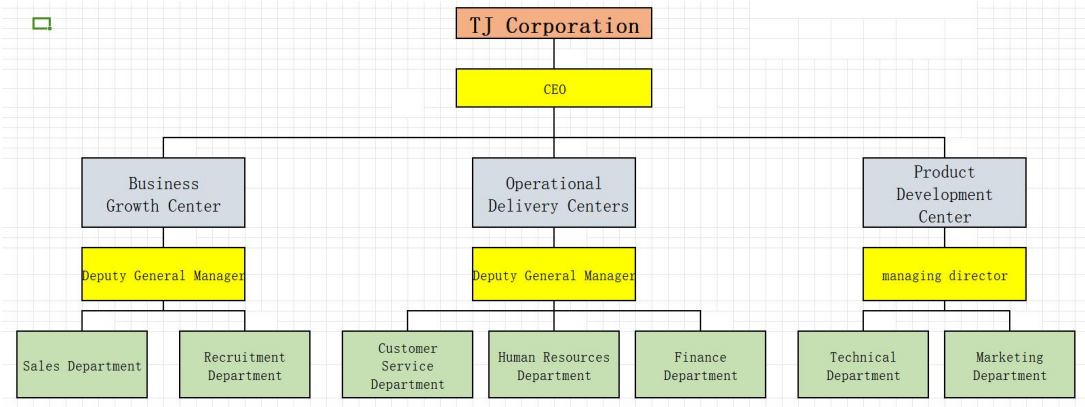 TJ Corporation
CEO
Business
Growth Center
Operational
Delivery Centers
Product
Development
Center
Deputy General Manager
Deputy General Manager
managing director
Sales Department
Recruitment
Department
Customer
Service
Department
Human Resources
Department
Finance
Department
Technical
Department
Marketing
Department